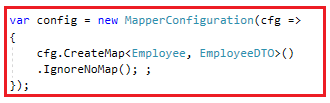 var config = new MapperConfiguration(cfg =>
{
cfg.CreateMap<Employee, EmployeeDTO>()
.IgnoreNoMap(); ;
});